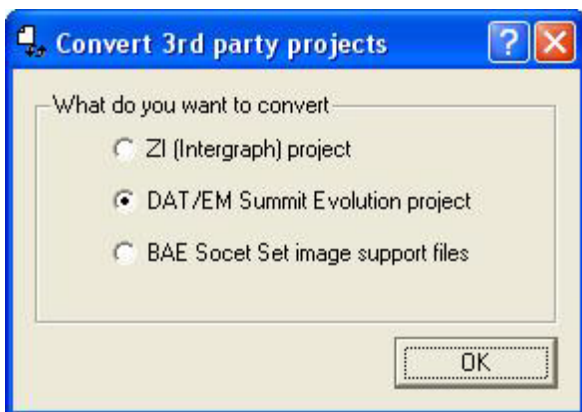 Convert 3rd party projects
What do you want to convert
ZI (Intergraph) project
DAT/EM Summit Evolution project
BAE Socet Set image support files
OK